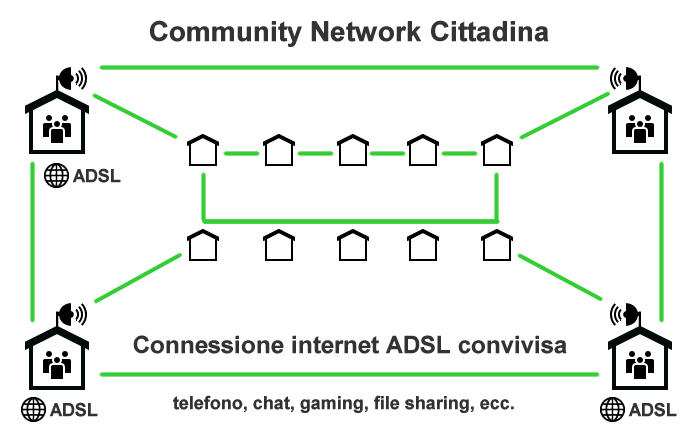 Community Network Cittadina
ADSL
Connessione internet ADSL convivisa
telefono, chat, gaming, file sharing, ecc.
ADSL
ADSL